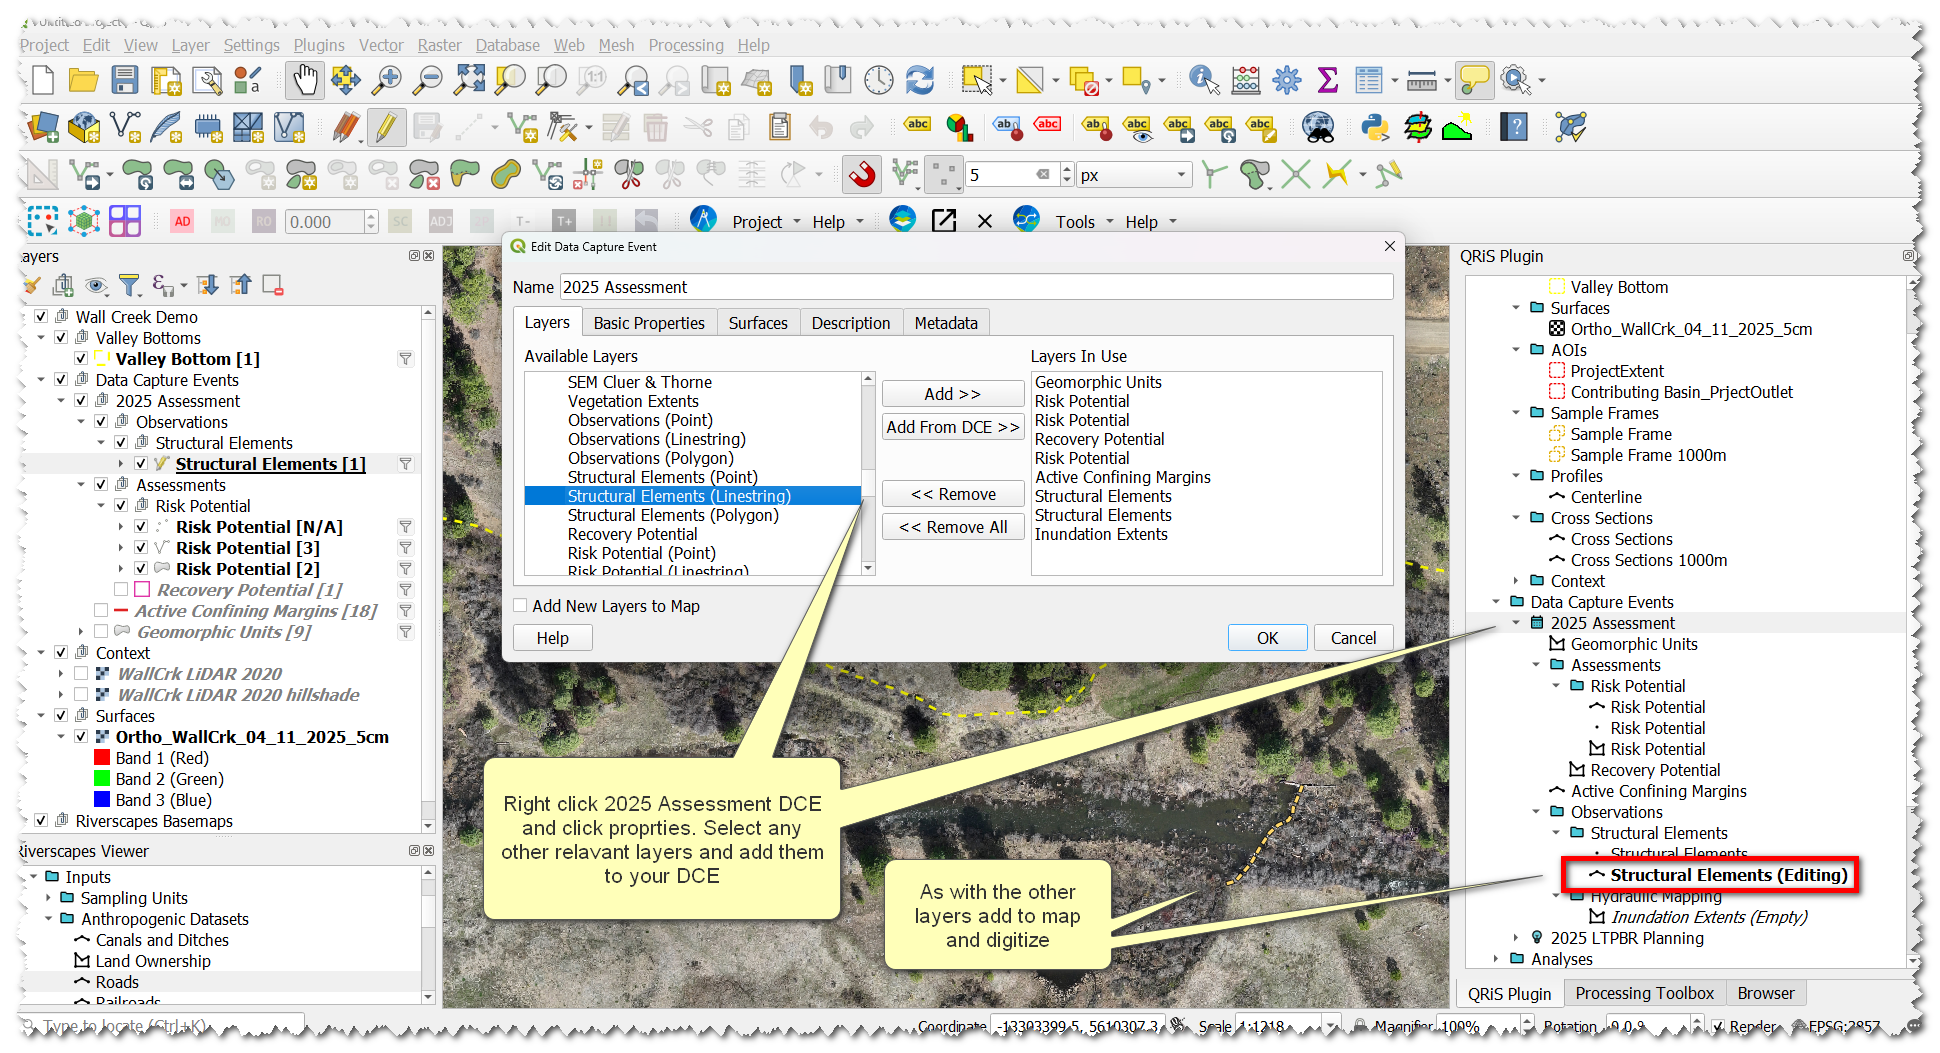 Project Edit View Layer Settings Plugins Vector Raster Database Web Mesh Processing Help
5 px
0.000
AD MO RO SC ADJ T- T+
Project Help Tools Help
ayers
Wall Creek Demo
Valley Bottoms
Valley Bottom [1]
Data Capture Events
2025 Assessment
Observations
Structural Elements
Structural Elements [1]
Assessments
Risk Potential
Risk Potential [N/A]
Risk Potential [3]
Risk Potential [2]
Recovery Potential [1]
Active Confining Margins [18]
Geomorphic Units [9]
Context
WallCrk LiDAR 2020
WallCrk LiDAR 2020 hillshade
Surfaces
Ortho_WallCrk_04_11_2025_5cm
Band 1 (Red)
Band 2 (Green)
Band 3 (Blue)
Riverscapes Basemaps
Riverscapes Viewer
Inputs
Sampling Units
Anthropogenic Datasets
Canals and Ditches
Land Ownership
Roads
Railroads
Type to locate (Ctrl+K)
Edit Data Capture Event
Name 2025 Assessment
Layers Basic Properties Surfaces Description Metadata
Available Layers
SEM Cluer & Thorne
Vegetation Extents
Observations (Point)
Observations (Linestring)
Observations (Polygon)
Structural Elements (Point)
Structural Elements (Linestring)
Structural Elements (Polygon)
Recovery Potential
Risk Potential (Point)
Risk Potential (Linestring)
Add >>
Add From DCE >>
<< Remove
<< Remove All
Layers In Use
Geomorphic Units
Risk Potential
Risk Potential
Recovery Potential
Risk Potential
Active Confining Margins
Structural Elements
Structural Elements
Inundation Extents
Add New Layers to Map
Help OK Cancel
Right click 2025 Assessment DCE
and click proprties. Select any
other relavant layers and add them
to your DCE
As with the other
layers add to map
and digitize
QRiS Plugin
Valley Bottom
Surfaces
Ortho_WallCrk_04_11_2025_5cm
AOIs
ProjectExtent
Contributing Basin_PrjectOutlet
Sample Frames
Sample Frame
Sample Frame 1000m
Profiles
Centerline
Cross Sections
Cross Sections
Cross Sections 1000m
Context
Data Capture Events
2025 Assessment
Geomorphic Units
Assessments
Risk Potential
Risk Potential
Risk Potential
Risk Potential
Recovery Potential
Active Confining Margins
Observations
Structural Elements
Structural Elements
Structural Elements (Editing)
Hydraulic Mapping
Inundation Extents (Empty)
2025 LTPBR Planning
Analyses
QRiS Plugin Processing Toolbox Browser
Coordinate -13303399.5, 5610307.3 Scale 1:1218 Magnifier 100% Rotation 0.0 Render EPSG:2857